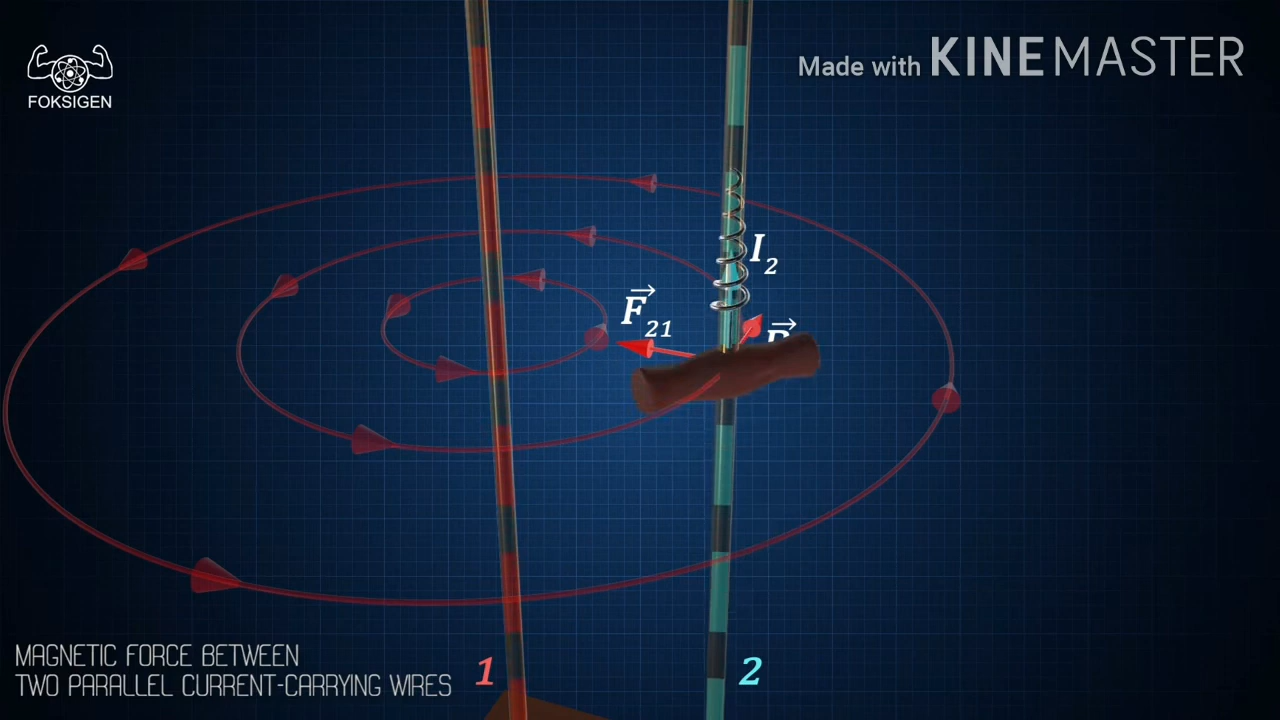 FOKSIGEN
Made with KINEMASTER
I2
F21
MAGNETIC FORCE BETWEEN
TWO PARALLEL CURRENT-CARRYING WIRES
1
2